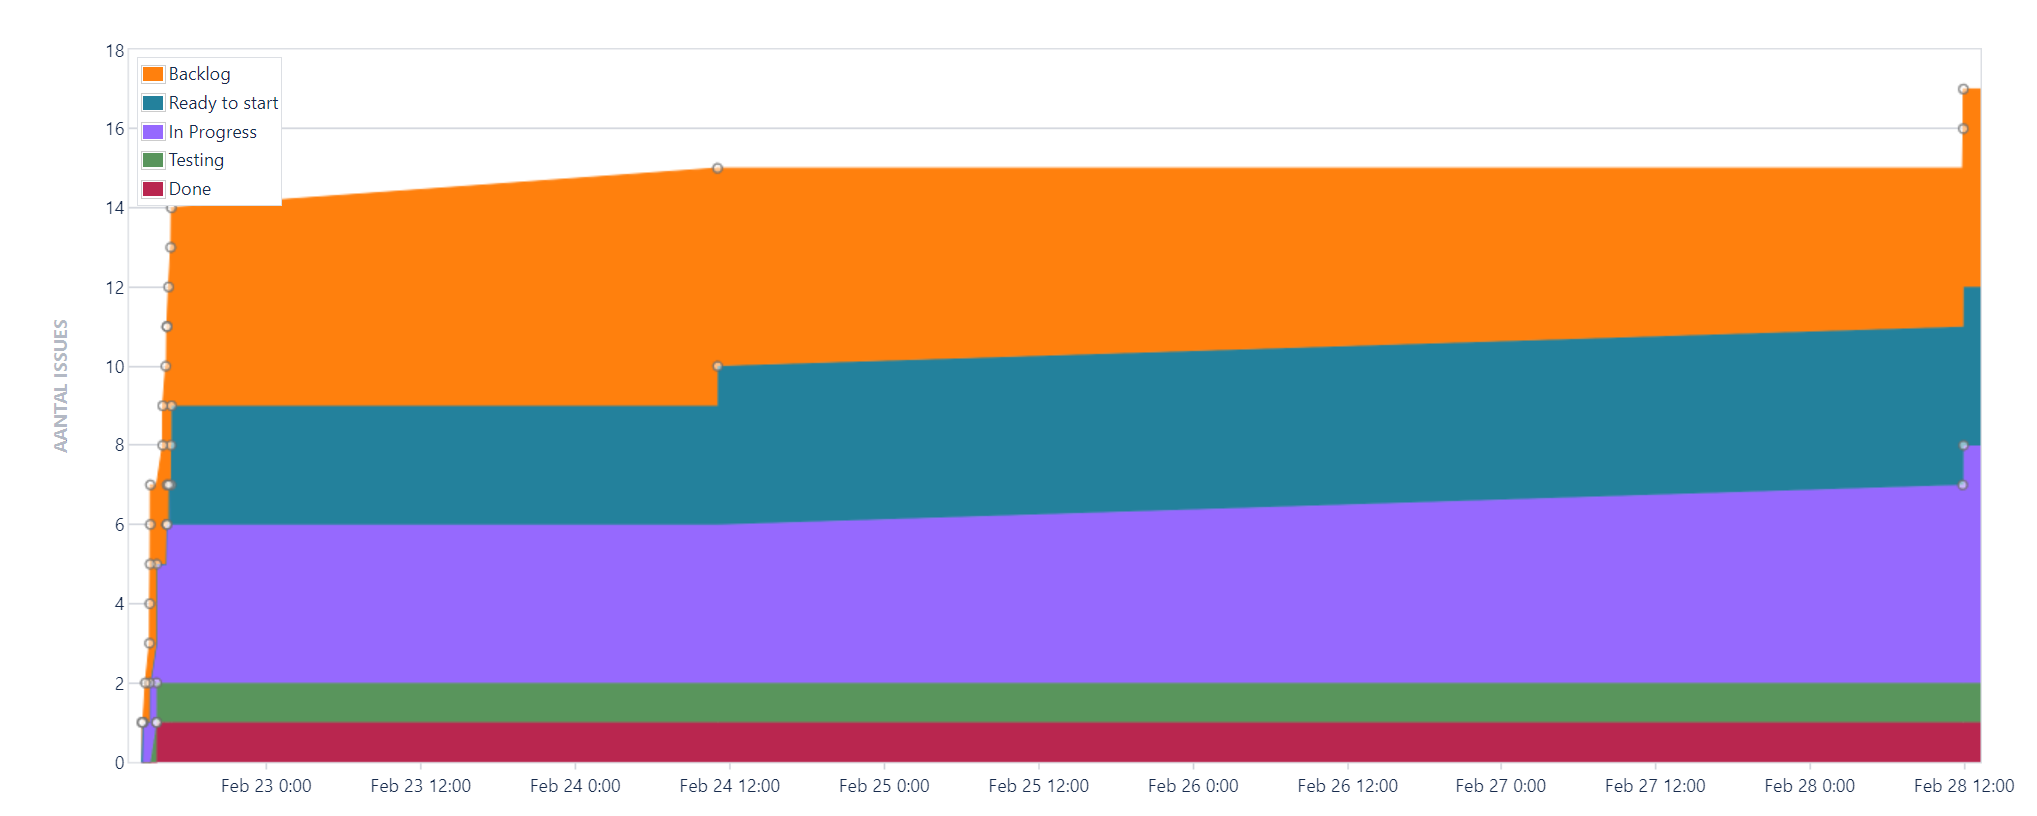 18
16
14
12
10
8
6
4
2
0
AANTAL ISSUES
Backlog
Ready to start
In Progress
Testing
Done
Feb 23 0:00
Feb 23 12:00
Feb 24 0:00
Feb 24 12:00
Feb 25 0:00
Feb 25 12:00
Feb 26 0:00
Feb 26 12:00
Feb 27 0:00
Feb 27 12:00
Feb 28 0:00
Feb 28 12:00